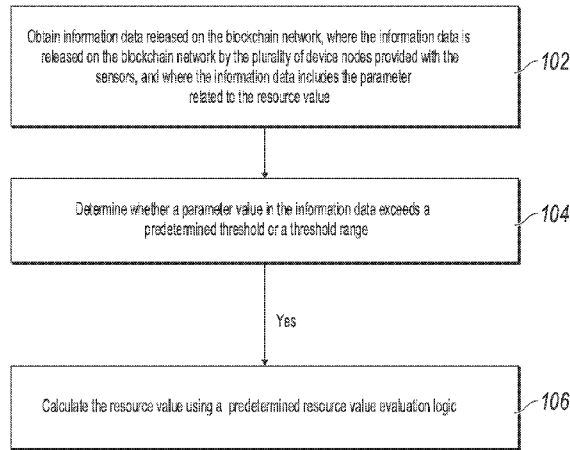 Obtain information data released on the blockchain network, where the information data is
released on the blockchain network by the plurality of device nodes provided with the
sensors, and where the information data includes the parameter
related to the resource value
102
Determine whether a parameter value in the information data exceeds a
predetermined threshold or a threshold range
104
Yes
Calculate the resource value using a predetermined resource value evaluation logic
106